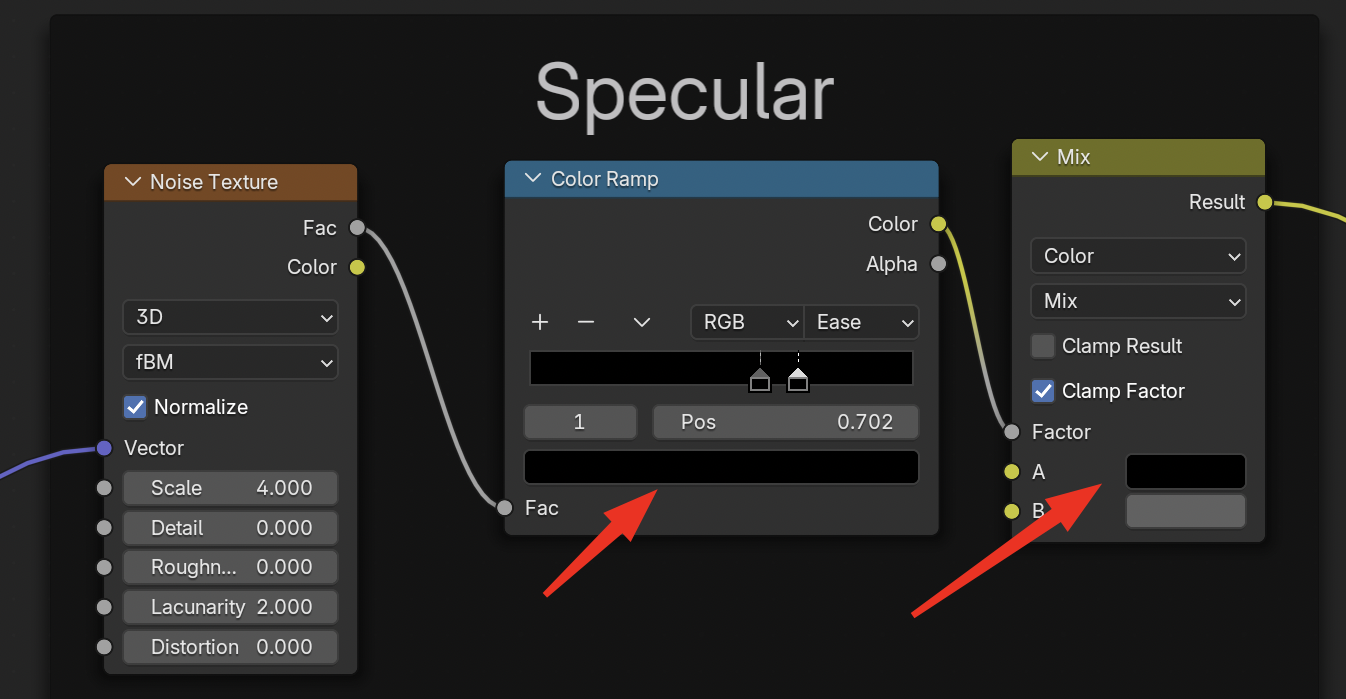 Specular
Noise Texture
Fac
Color
3D
fBM
Normalize
Vector
Scale 4.000
Detail 0.000
Roughn... 0.000
Lacunarity 2.000
Distortion 0.000
Color Ramp
Color
Alpha
RGB Ease
1 Pos 0.702
Fac
Mix
Result
Color
Mix
Clamp Result
Clamp Factor
Factor
A
B